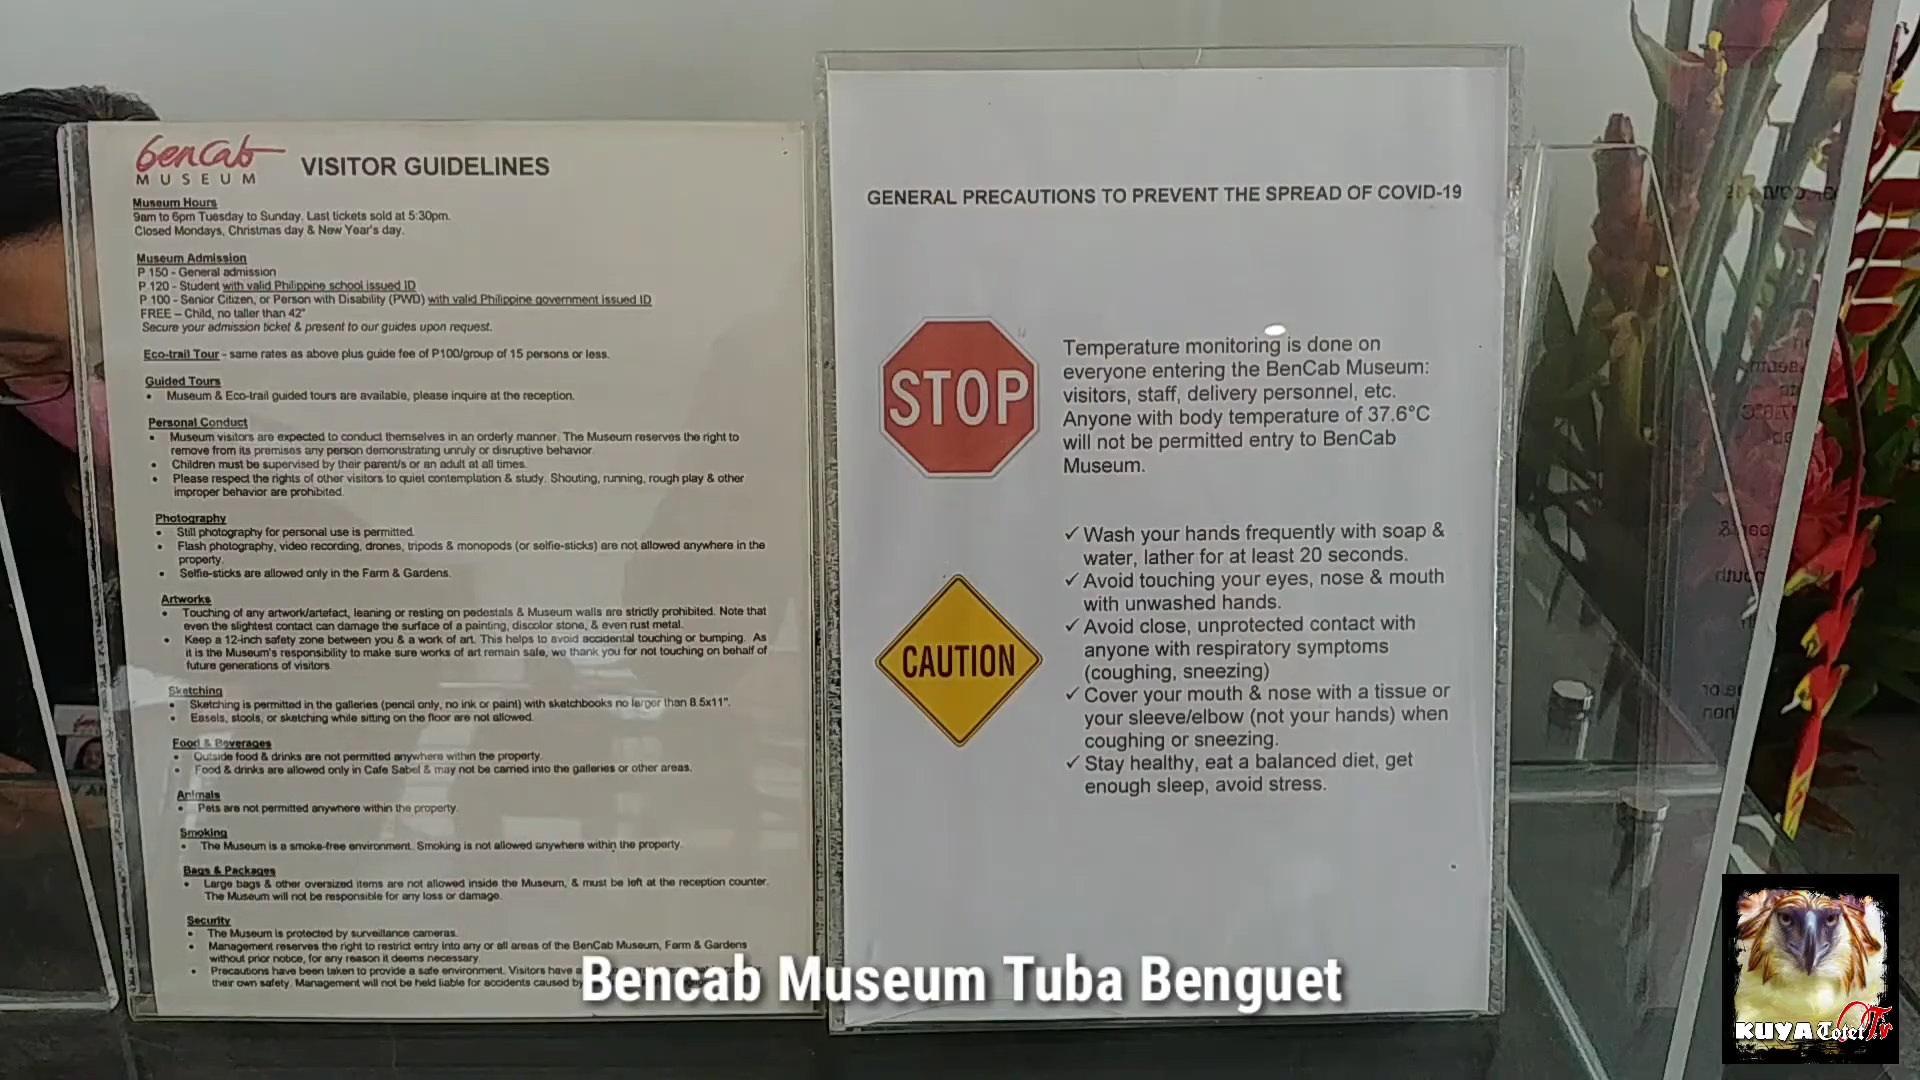 bencab
MUSEUM
VISITOR GUIDELINES
Museum Hours
9am to 6pm Tuesday to Sunday. Last tickets sold at 5:30pm.
Closed Mondays, Christmas day & New Year's day.
Museum Admission
P 150 - General admission
P 120 - Student with valid Philippine school issued ID
P 100 - Senior Citizen, or Person with Disability (PWD) with valid Philippine government issued ID
FREE – Child, no taller than 42"
Secure your admission ticket & present to our guides upon request.
Eco-trail Tour - same rates as above plus guide fee of P100/group of 15 persons or less.
Guided Tours
• Museum & Eco-trail guided tours are available, please inquire at the reception.
Personal Conduct
• Museum visitors are expected to conduct themselves in an orderly manner. The Museum reserves the right to
remove from its premises any person demonstrating unruly or disruptive behavior.
• Children must be supervised by their parent/s or an adult at all times.
• Please respect the rights of other visitors to quiet contemplation & study. Shouting, running, rough play & other
improper behavior are prohibited.
Photography
• Still photography for personal use is permitted.
• Flash photography, video recording, drones, tripods & monopods (or selfie-sticks) are not allowed anywhere in the
property.
• Selfie-sticks are allowed only in the Farm & Gardens.
Artworks
• Touching of any artwork/artefact, leaning or resting on pedestals & Museum walls are strictly prohibited. Note that
even the slightest contact can damage the surface of a painting, discolor stone, & even rust metal.
• Keep a 12-inch safety zone between you & a work of art. This helps to avoid accidental touching or bumping. As
it is the Museum's responsibility to make sure works of art remain safe, we thank you for not touching on behalf of
future generations of visitors.
Sketching
• Sketching is permitted in the galleries (pencil only, no ink or paint) with sketchbooks no larger than 8.5x11".
• Easels, stools, or sketching while sitting on the floor are not allowed.
Food & Beverages
• Outside food & drinks are not permitted anywhere within the property.
• Food & drinks are allowed only in Cafe Sabel & may not be carried into the galleries or other areas.
Animals
• Pets are not permitted anywhere within the property.
Smoking
• The Museum is a smoke-free environment. Smoking is not allowed anywhere within the property.
Bags & Packages
• Large bags & other oversized items are not allowed inside the Museum, & must be left at the reception counter.
The Museum will not be responsible for any loss or damage.
Security
• The Museum is protected by surveillance cameras.
• Management reserves the right to restrict entry into any or all areas of the BenCab Museum, Farm & Gardens
without prior notice, for any reason it deems necessary.
• Precautions have been taken to provide a safe environment. Visitors have a
their own safety. Management will not be held liable for accidents caused by
GENERAL PRECAUTIONS TO PREVENT THE SPREAD OF COVID-19
STOP
Temperature monitoring is done on
everyone entering the BenCab Museum:
visitors, staff, delivery personnel, etc.
Anyone with body temperature of 37.6°C
will not be permitted entry to BenCab
Museum.
CAUTION
✓ Wash your hands frequently with soap &
water, lather for at least 20 seconds.
✓ Avoid touching your eyes, nose & mouth
with unwashed hands.
✓ Avoid close, unprotected contact with
anyone with respiratory symptoms
(coughing, sneezing)
✓ Cover your mouth & nose with a tissue or
your sleeve/elbow (not your hands) when
coughing or sneezing.
✓ Stay healthy, eat a balanced diet, get
enough sleep, avoid stress.
Bencab Museum Tuba Benguet
KUYA Totet Tv